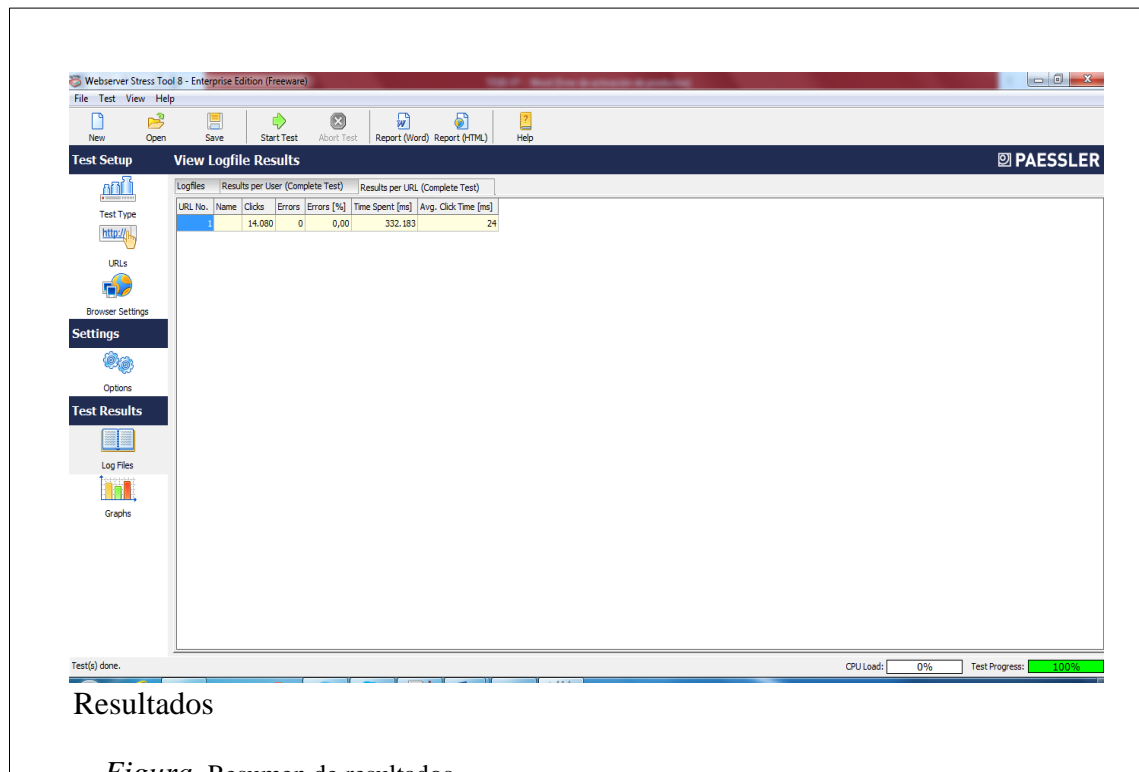 Webserver Stress Tool 8 - Enterprise Edition (Freeware)
File Test View Help
New Open Save Start Test Abort Test Report (Word) Report (HTML) Help
Test Setup
View Logfile Results
PAESSLER
Logfiles Results per User (Complete Test) Results per URL (Complete Test)
URL No. Name Clicks Errors Errors [%] Time Spent [ms] Avg. Click Time [ms]
1 14.080 0 0,00 332.183 24
Test Type
http://
URLs
Browser Settings
Settings
Options
Test Results
Log Files
Graphs
Test(s) done.
CPU Load: 0% Test Progress: 100%
Resultados
Figura. Resumen de resultados